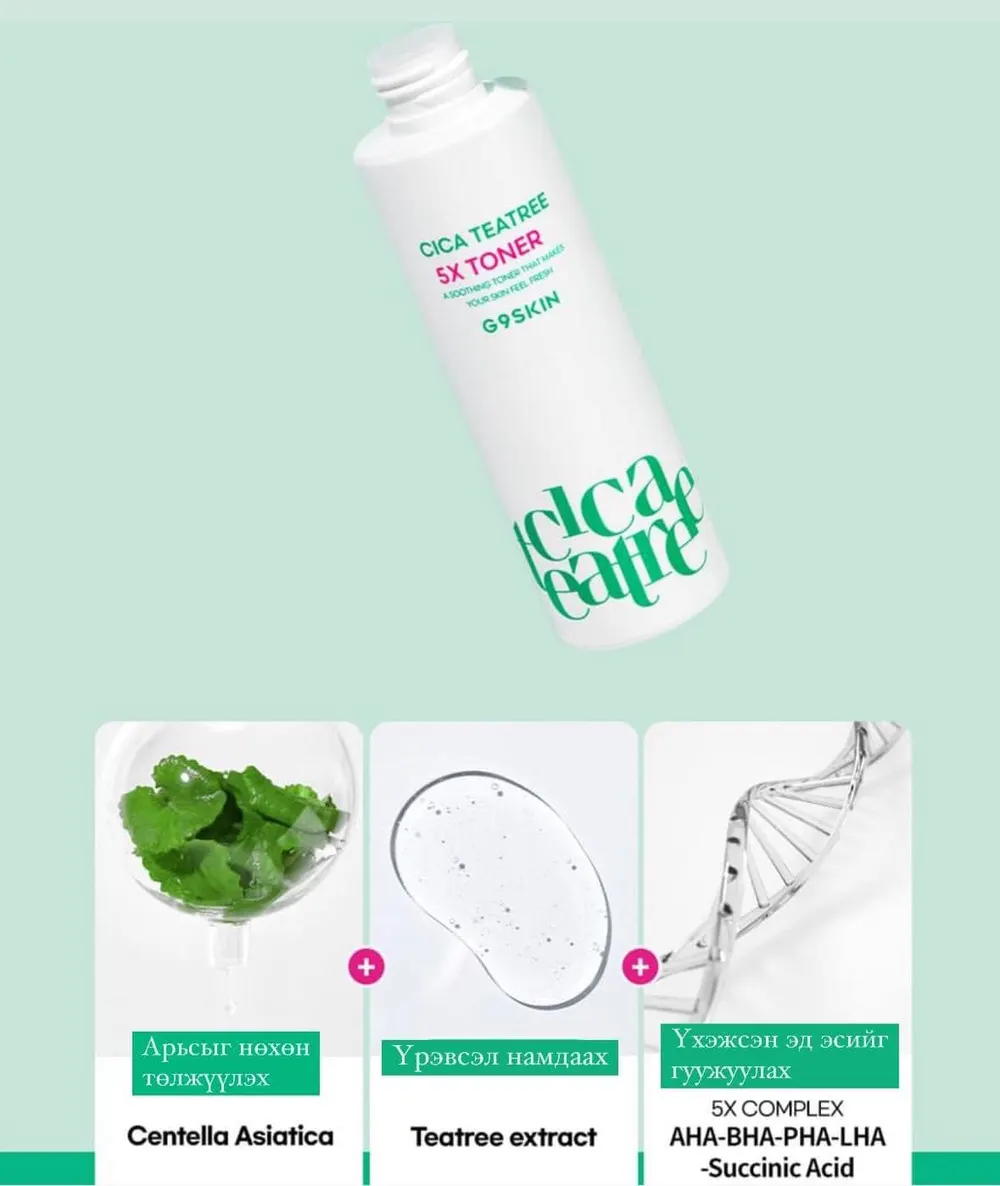 CICA TEATREE
5X TONER
A SOOTHING TONER THAT MAKES
YOUR SKIN FEEL FRESH
G9SKIN
cica
teatree
Арьсыг нөхөн
төлжүүлэх
Centella Asiatica
Үрэвсэл намдаах
Teatree extract
Үхэжсэн эд эсийг
гуужуулах
5X COMPLEX
AHA-BHA-PHA-LHA
-Succinic Acid